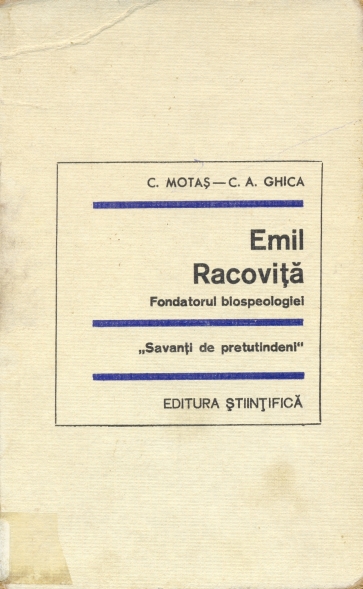 C. MOTAŞ—C. A. GHICA
Emil
Racoviţă
Fondatorul biospeologiei
„Savanţi de pretutindeni“
EDITURA ŞTIINŢIFICĂ